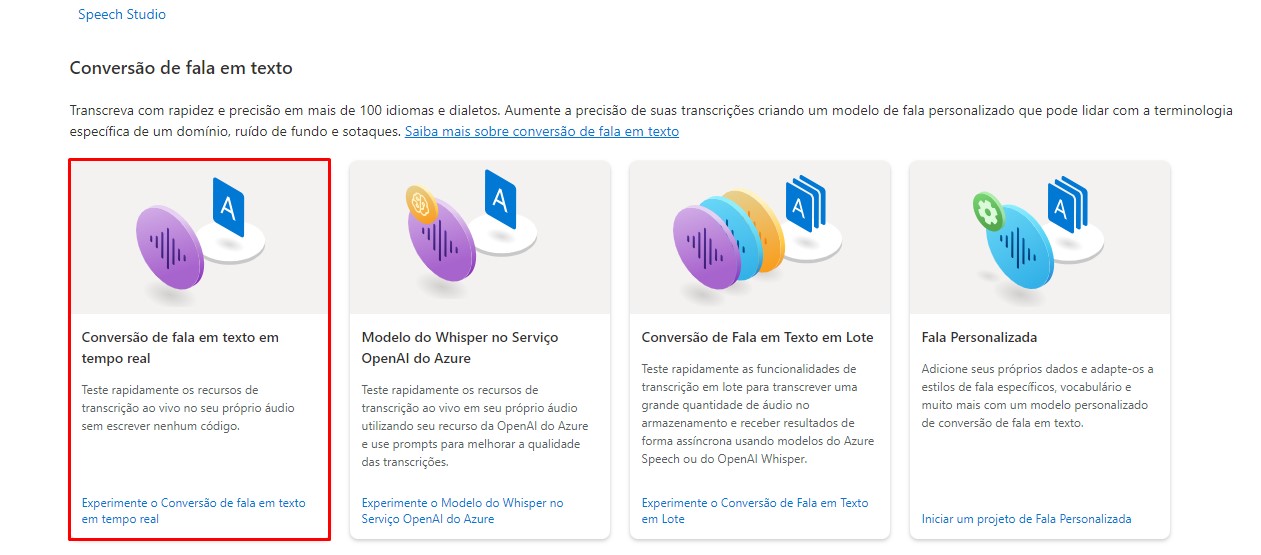 Speech Studio
Conversão de fala em texto
Transcreva com rapidez e precisão em mais de 100 idiomas e dialetos. Aumente a precisão de suas transcrições criando um modelo de fala personalizado que pode lidar com a terminologia
específica de um domínio, ruído de fundo e sotaques. Saiba mais sobre conversão de fala em texto
A
Conversão de fala em texto em
tempo real
Teste rapidamente os recursos de
transcrição ao vivo no seu próprio áudio
sem escrever nenhum código.
Experimente o Conversão de fala em texto
em tempo real
A
Modelo do Whisper no Serviço
OpenAI do Azure
Teste rapidamente os recursos de
transcrição ao vivo em seu próprio áudio
utilizando seu recurso da OpenAI do Azure
e use prompts para melhorar a qualidade
das transcrições.
Experimente o Modelo do Whisper no
Serviço OpenAI do Azure
A
Conversão de Fala em Texto em Lote
Teste rapidamente as funcionalidades de
transcrição em lote para transcrever uma
grande quantidade de áudio no
armazenamento e receber resultados de
forma assíncrona usando modelos do Azure
Speech ou do OpenAI Whisper.
Experimente o Conversão de Fala em Texto
em Lote
A
Fala Personalizada
Adicione seus próprios dados e adapte-os a
estilos de fala específicos, vocabulário e
muito mais com um modelo personalizado
de conversão de fala em texto.
Iniciar um projeto de Fala Personalizada